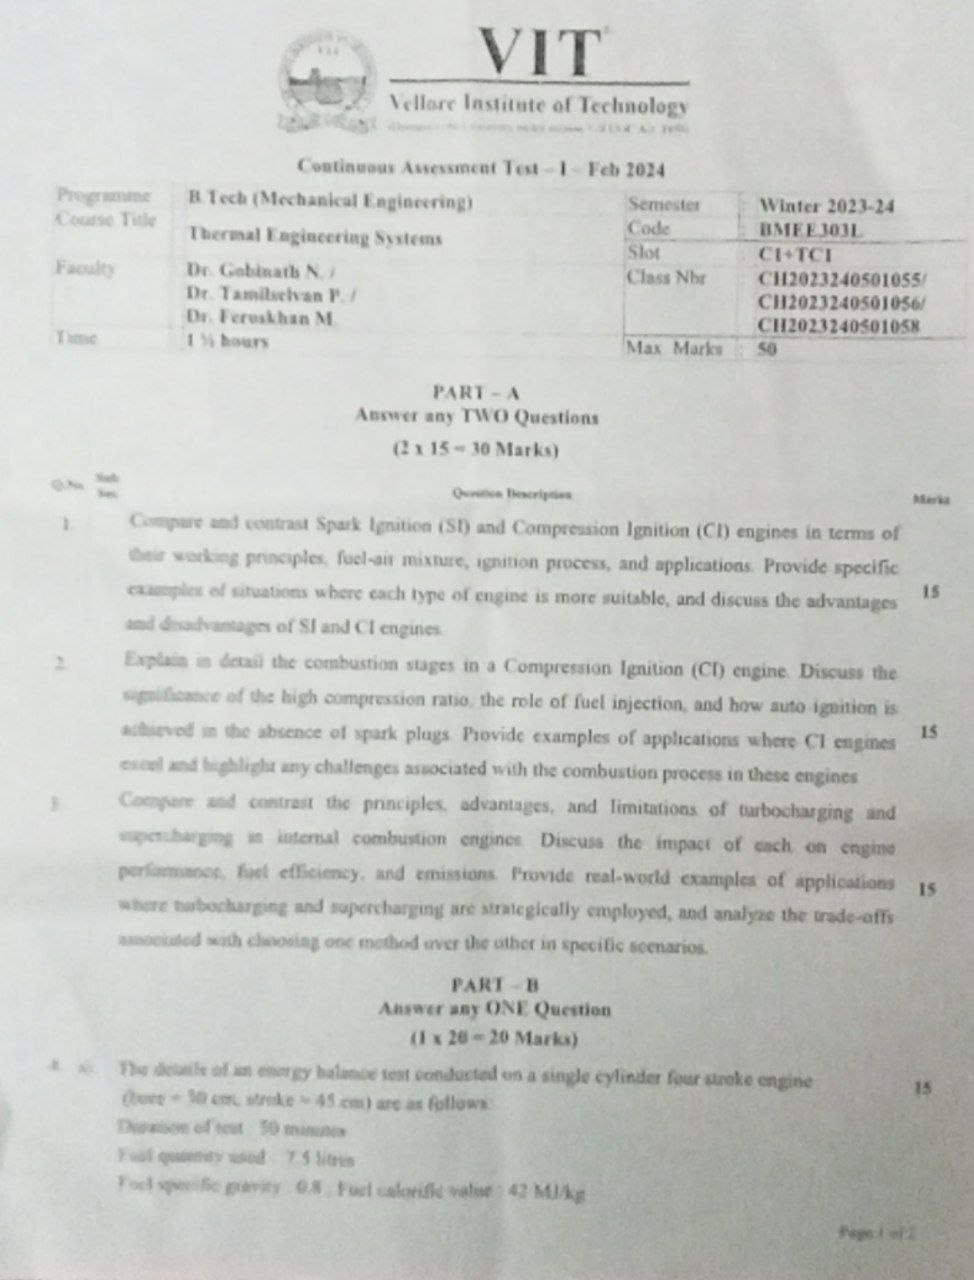 VIT
Vellore Institute of Technology
Continuous Assessment Test – I – Feb 2024
Programme B.Tech (Mechanical Engineering) Semester : Winter 2023-24
Course Title Thermal Engineering Systems Code : BMEE303L
Slot : C1+TC1
Faculty Dr. Gobinath N. / Class Nbr CH2023240501055/
Dr. Tamilselvan P. / CH2023240501056/
Dr. Feroskhan M. CH2023240501058
Time 1 ½ hours Max Marks : 50
PART – A
Answer any TWO Questions
(2 x 15 = 30 Marks)
Q.No. Sub Sec. Question Description Marks
1. Compare and contrast Spark Ignition (SI) and Compression Ignition (CI) engines in terms of
their working principles, fuel-air mixture, ignition process, and applications. Provide specific
examples of situations where each type of engine is more suitable, and discuss the advantages 15
and disadvantages of SI and CI engines.
2. Explain in detail the combustion stages in a Compression Ignition (CI) engine. Discuss the
significance of the high compression ratio, the role of fuel injection, and how auto-ignition is
achieved in the absence of spark plugs. Provide examples of applications where CI engines 15
excel and highlight any challenges associated with the combustion process in these engines
3. Compare and contrast the principles, advantages, and limitations of turbocharging and
supercharging in internal combustion engines. Discuss the impact of each on engine
performance, fuel efficiency, and emissions. Provide real-world examples of applications 15
where turbocharging and supercharging are strategically employed, and analyze the trade-offs
associated with choosing one method over the other in specific scenarios.
PART – B
Answer any ONE Question
(1 x 20 = 20 Marks)
4. The details of an energy balance test conducted on a single cylinder four stroke engine 15
(bore = 30 cm, stroke = 45 cm) are as follows:
Duration of test : minutes
Fuel quantity used : 7.5 litres
Fuel specific gravity : 0.8 ; Fuel calorific value : 42 MJ/kg
Page 1 of 2